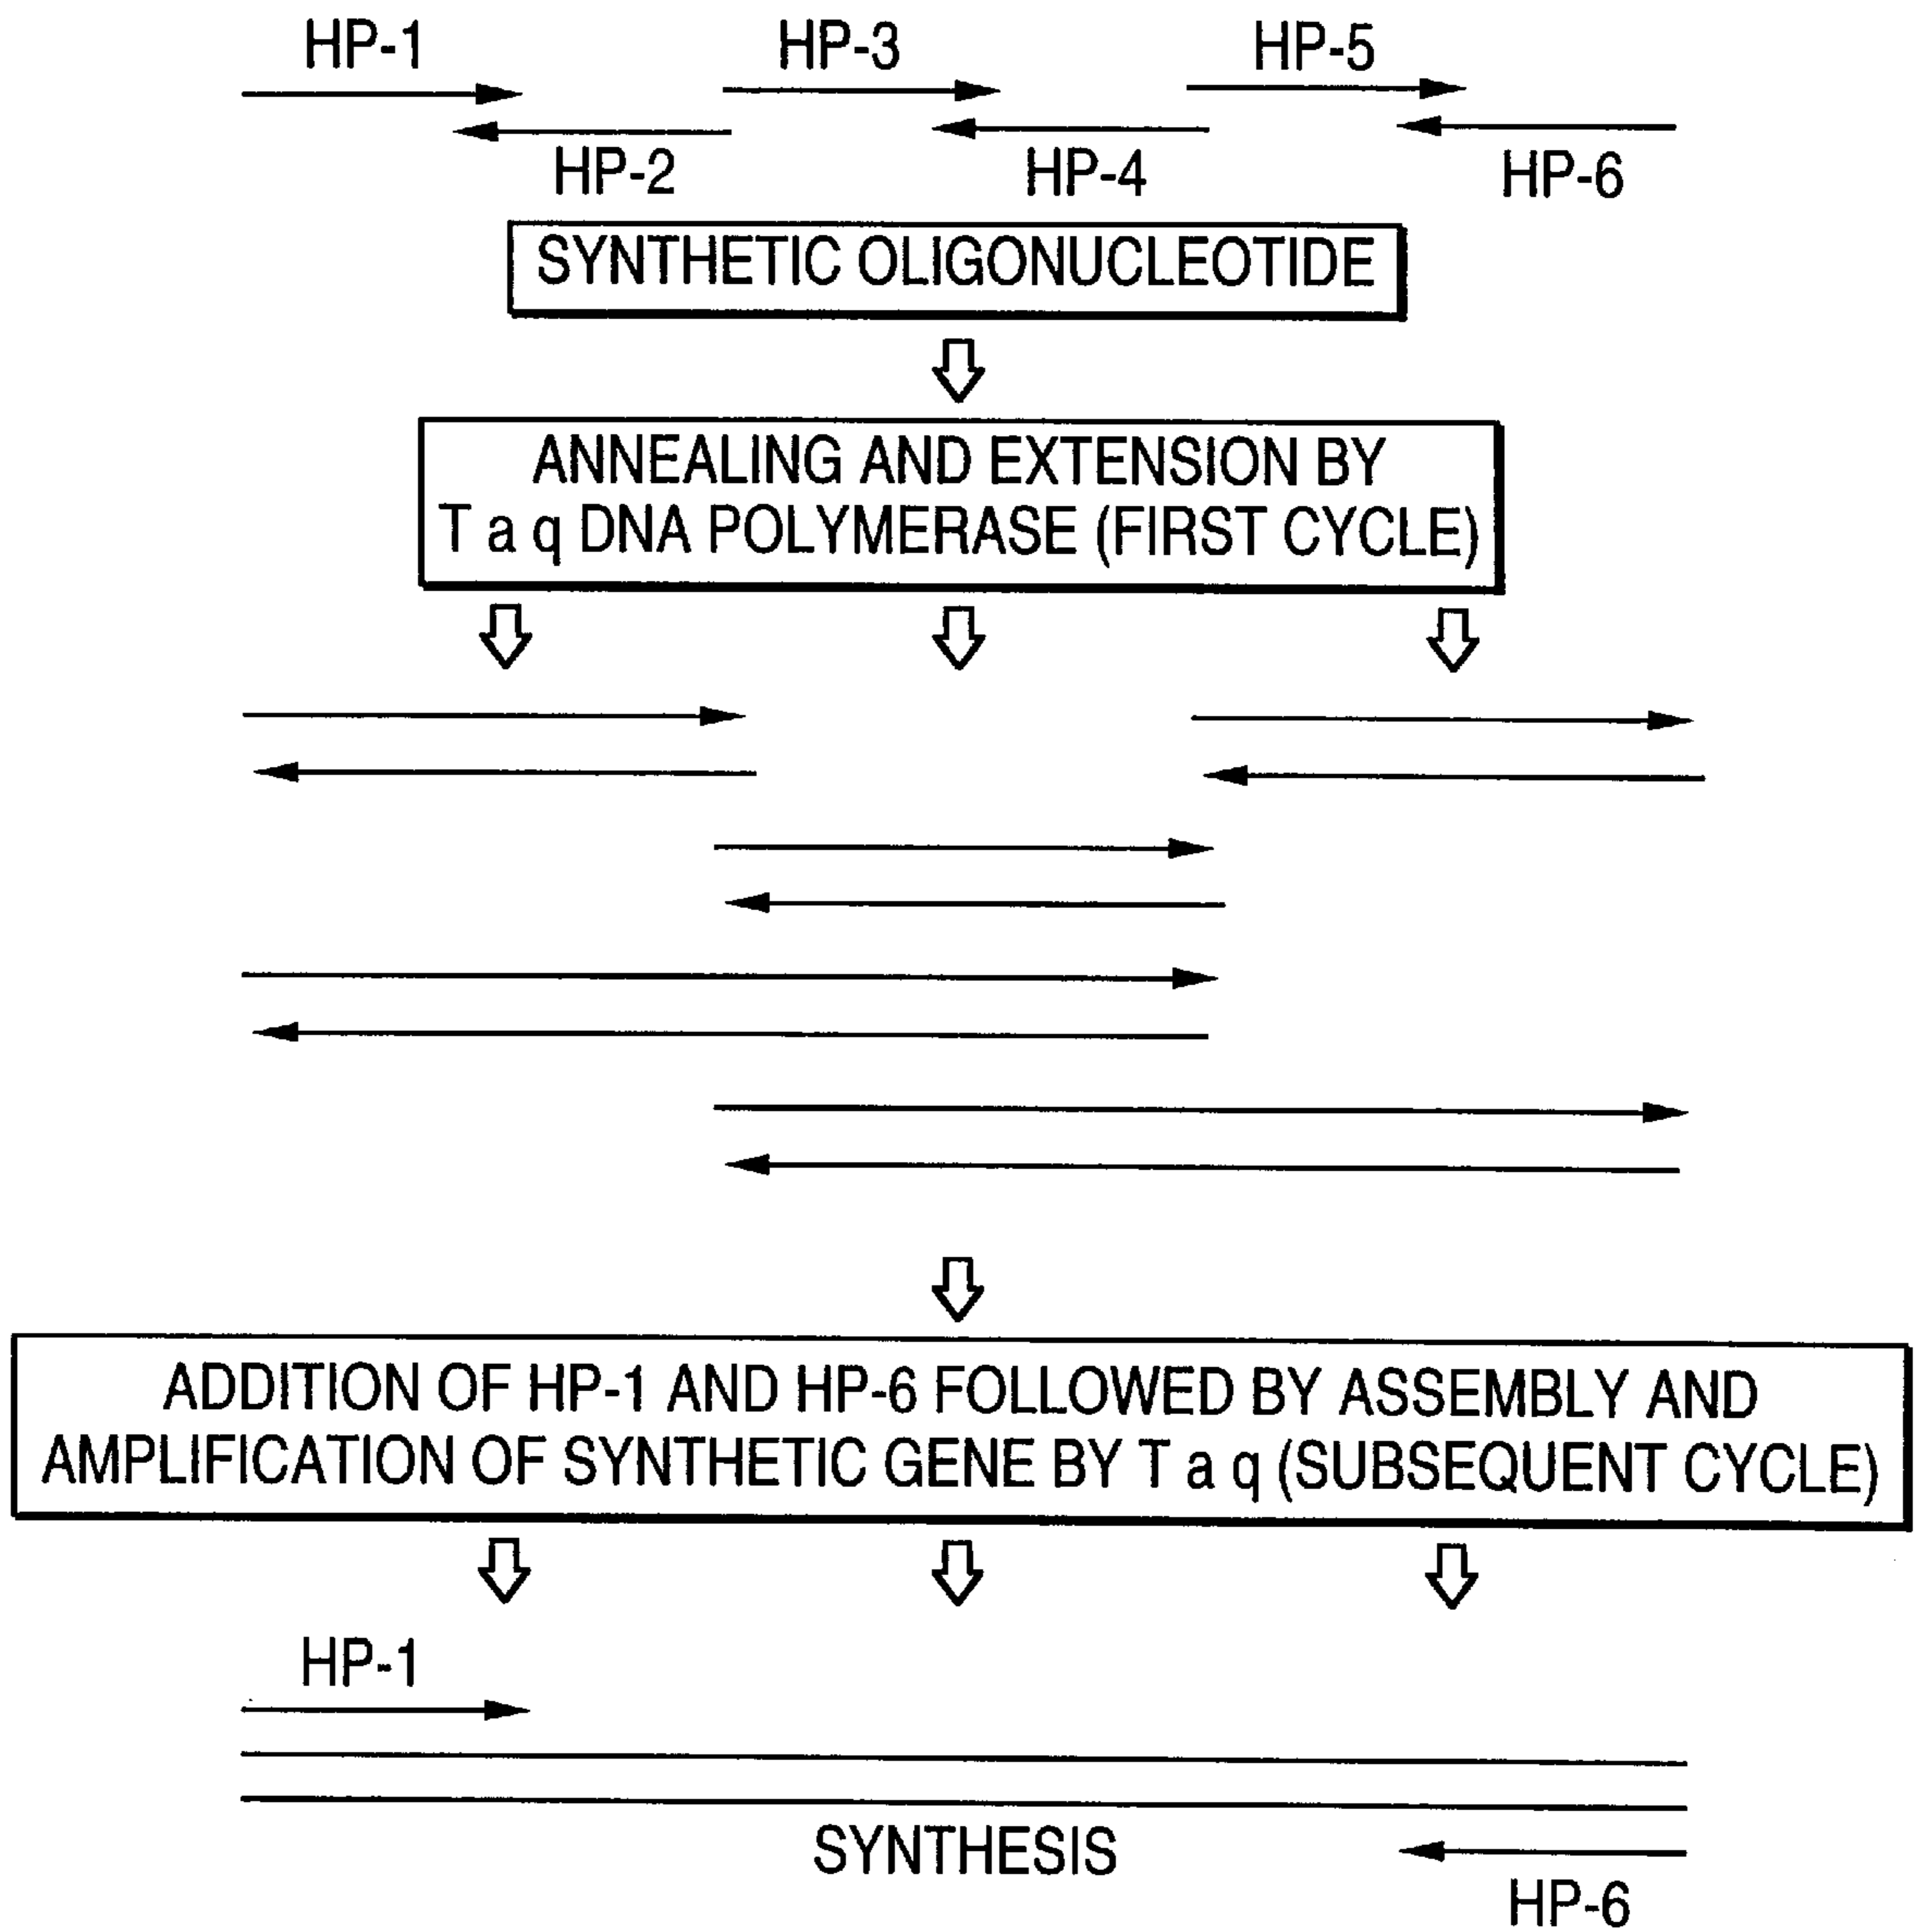 HP-1 HP-3 HP-5
HP-2 HP-4 HP-6
SYNTHETIC OLIGONUCLEOTIDE
ANNEALING AND EXTENSION BY
T a q DNA POLYMERASE (FIRST CYCLE)
ADDITION OF HP-1 AND HP-6 FOLLOWED BY ASSEMBLY AND
AMPLIFICATION OF SYNTHETIC GENE BY T a q (SUBSEQUENT CYCLE)
HP-1
SYNTHESIS
HP-6